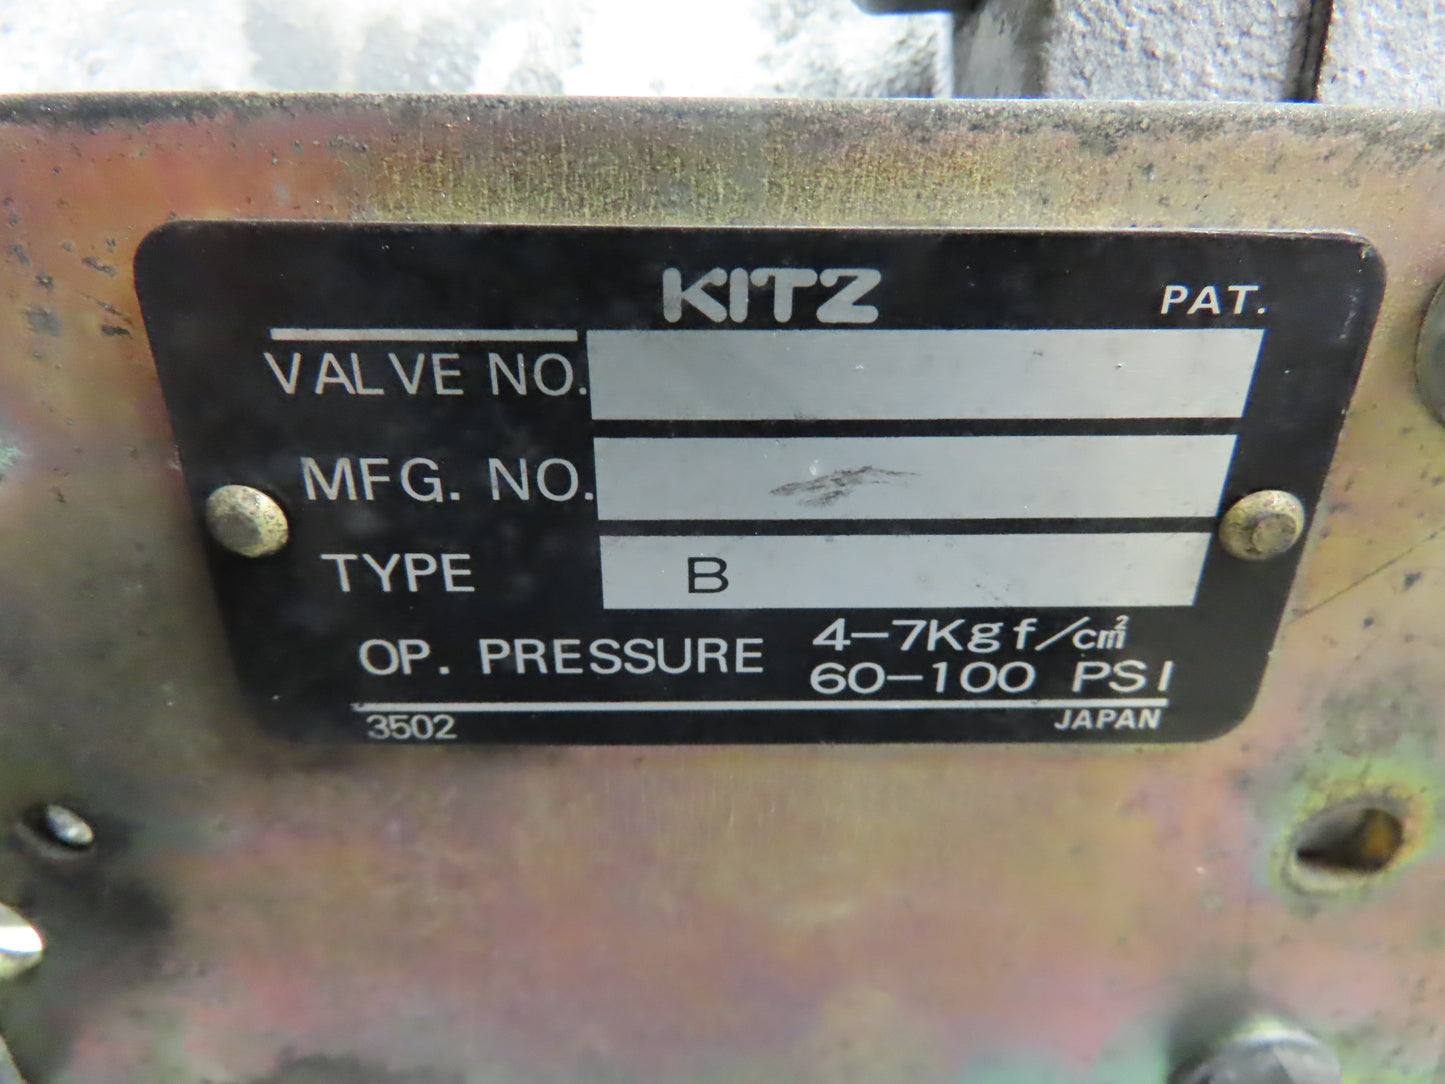 KITZ
PAT.
VALVE NO.
MFG. NO.
TYPE B
OP. PRESSURE 4-7Kgf/cm²
60-100 PSI
3502 JAPAN